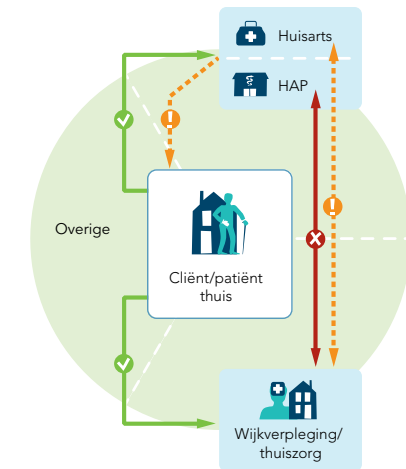 Huisarts
HAP
Overige
Cliënt/patiënt
thuis
Wijkverpleging/
thuiszorg